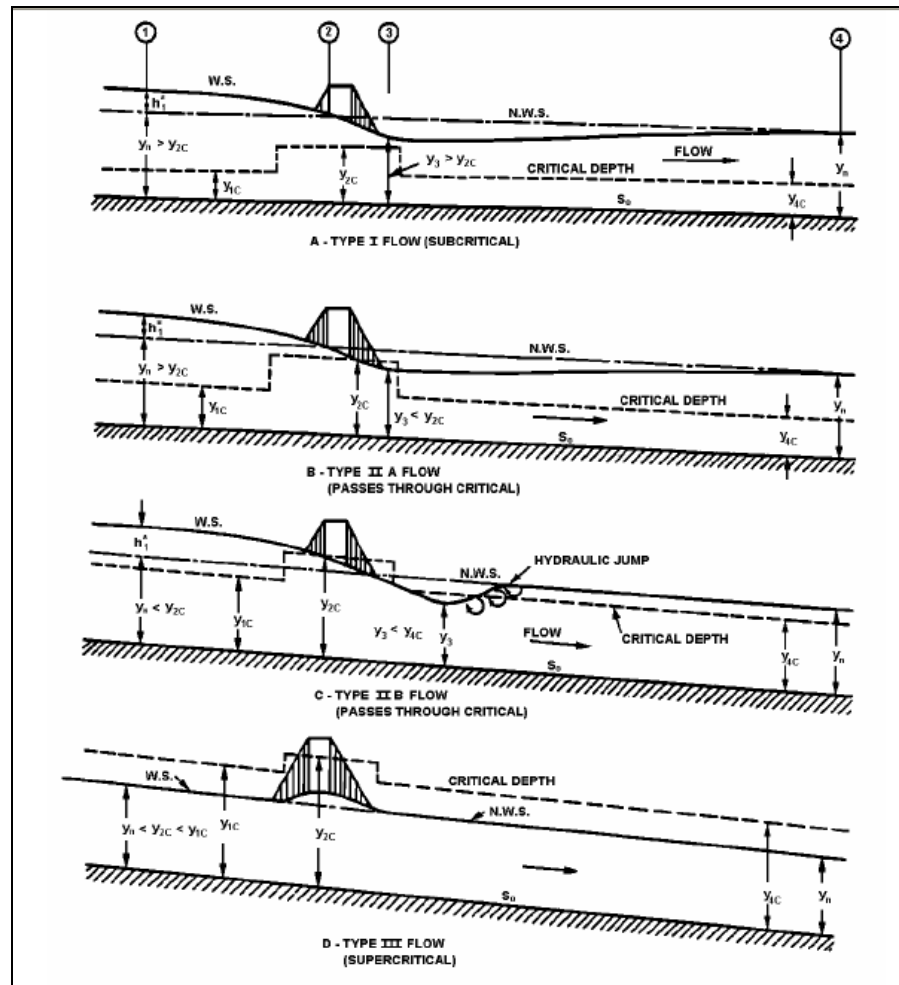 1 2 3 4
W.S.
h₁*
N.W.S.
yₙ > y₂C
y₁C
y₂C
y₃ > y₂C
FLOW
CRITICAL DEPTH
Sₒ
yₙ
y₄C
A - TYPE I FLOW (SUBCRITICAL)
W.S.
h₁*
N.W.S.
yₙ > y₂C
y₁C
y₂C
y₃ < y₂C
CRITICAL DEPTH
Sₒ
yₙ
y₄C
B - TYPE II A FLOW
(PASSES THROUGH CRITICAL)
W.S.
h₁*
HYDRAULIC JUMP
N.W.S.
yₙ < y₂C
y₁C
y₂C
y₃ < y₄C
y₃
FLOW
CRITICAL DEPTH
Sₒ
y₄C
yₙ
C - TYPE II B FLOW
(PASSES THROUGH CRITICAL)
W.S.
CRITICAL DEPTH
N.W.S.
yₙ < y₂C < y₁C
y₁C
y₂C
y₄C
yₙ
Sₒ
D - TYPE III FLOW
(SUPERCRITICAL)